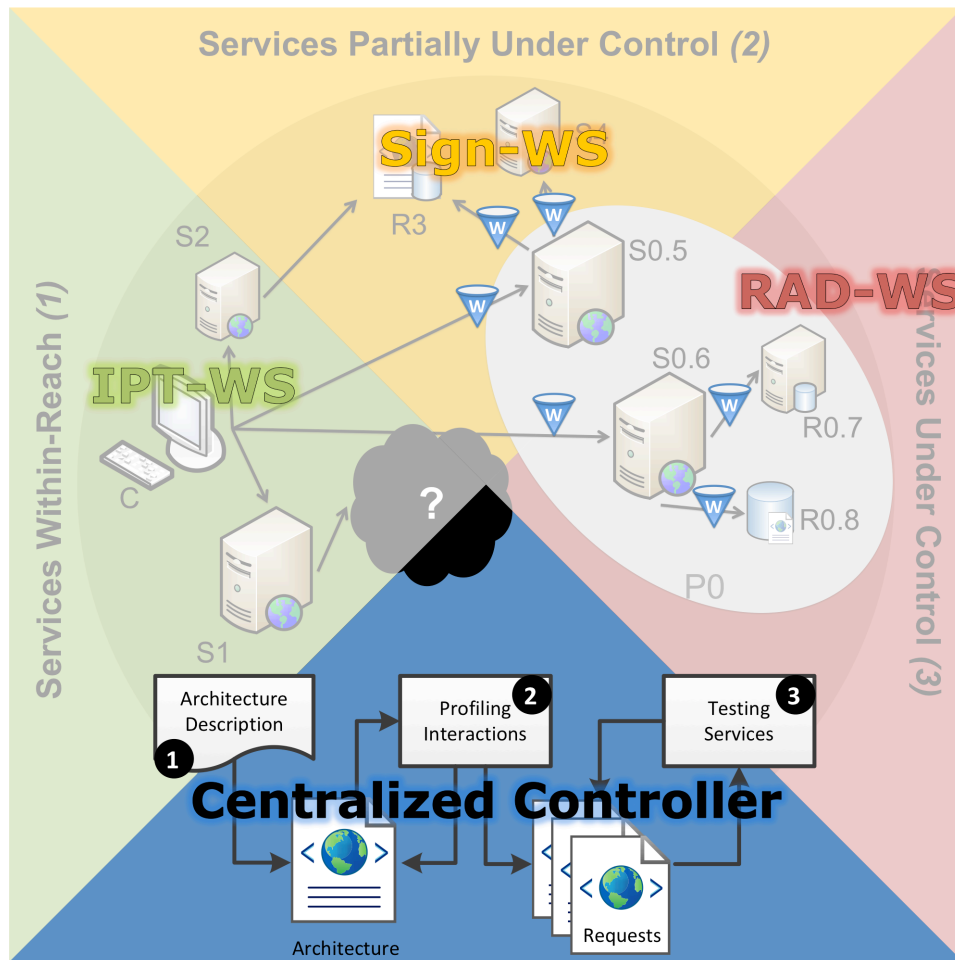 Services Partially Under Control (2)
S4
Sign-WS
R3
W
W
S2
S0.5
W
RAD-WS
Services Within-Reach (1)
Services Under Control (3)
IPT-WS
S0.6
W
W
R0.7
C
?
W
R0.8
P0
S1
Architecture
Description
1
Profiling
Interactions
2
Testing
Services
3
Centralized Controller
< >
< >
Requests
Architecture